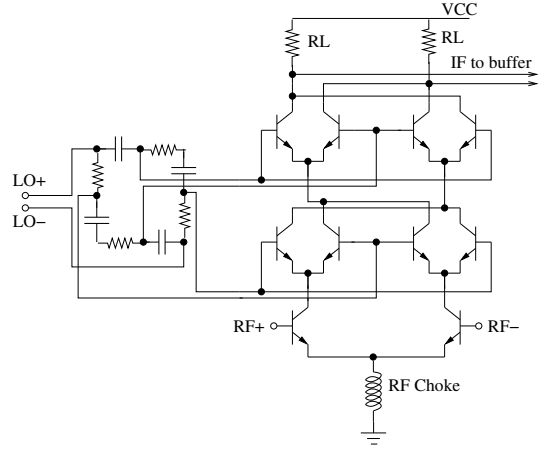 VCC
RL
RL
IF to buffer
LO+
LO−
RF+
RF−
RF Choke